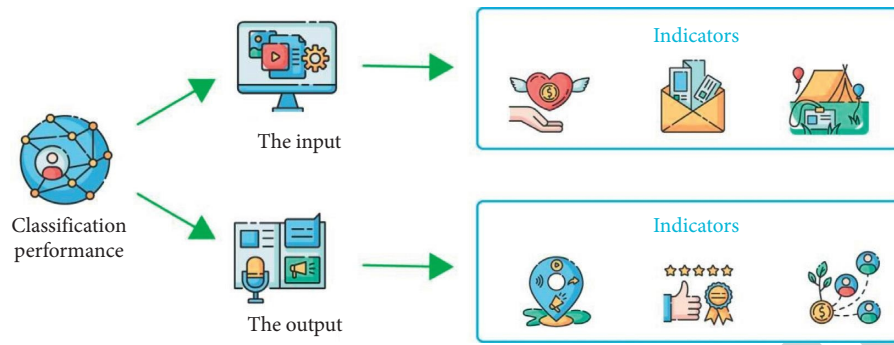 Indicators
The input
Classification
performance
Indicators
The output